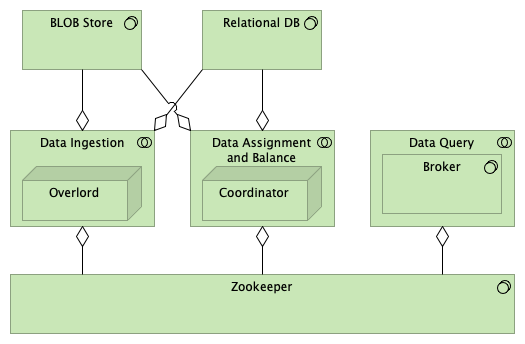 BLOB Store
Relational DB
Data Ingestion
Overlord
Data Assignment
and Balance
Coordinator
Data Query
Broker
Zookeeper